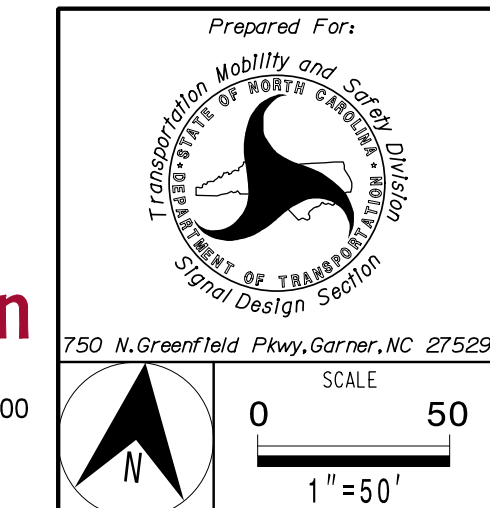 Prepared For:
Transportation Mobility and Safety Division
STATE OF NORTH CAROLINA
DEPARTMENT OF TRANSPORTATION
Signal Design Section
750 N.Greenfield Pkwy,Garner,NC 27529
n
00
N
SCALE
0 50
1"=50'